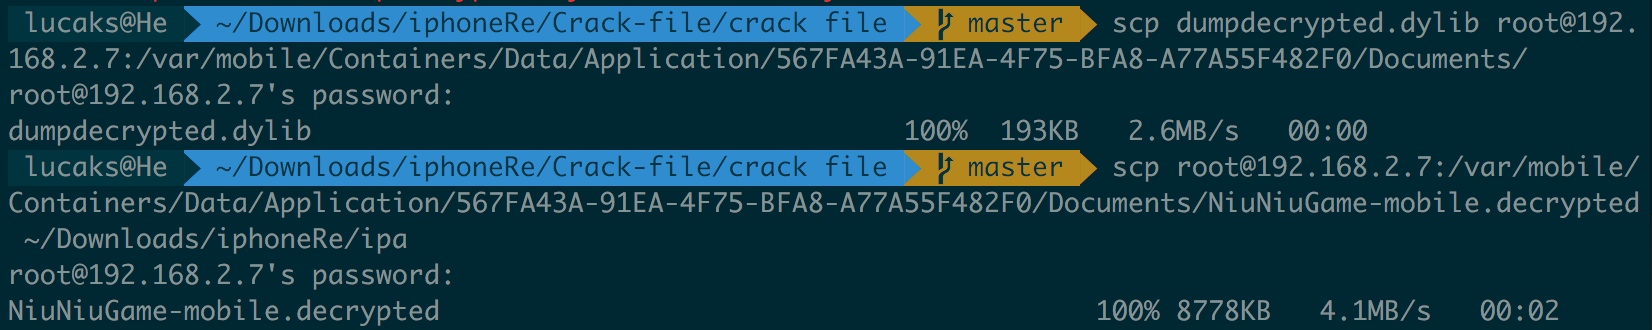 lucaks@He ~/Downloads/iphoneRe/Crack-file/crack file master scp dumpdecrypted.dylib root@192.
168.2.7:/var/mobile/Containers/Data/Application/567FA43A-91EA-4F75-BFA8-A77A55F482F0/Documents/
root@192.168.2.7's password:
dumpdecrypted.dylib 100% 193KB 2.6MB/s 00:00
lucaks@He ~/Downloads/iphoneRe/Crack-file/crack file master scp root@192.168.2.7:/var/mobile/
Containers/Data/Application/567FA43A-91EA-4F75-BFA8-A77A55F482F0/Documents/NiuNiuGame-mobile.decrypted
~/Downloads/iphoneRe/ipa
root@192.168.2.7's password:
NiuNiuGame-mobile.decrypted 100% 8778KB 4.1MB/s 00:02